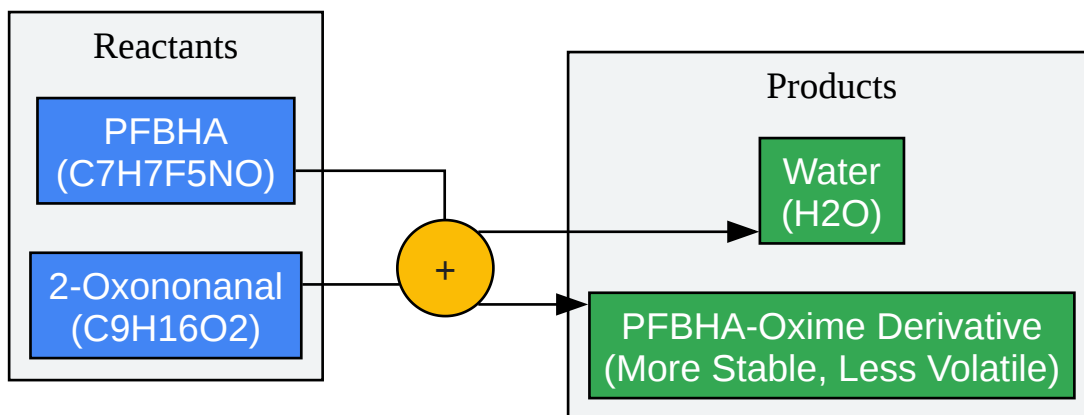 Reactants
PFBHA
(C7H7F5NO)
2-Oxononanal
(C9H16O2)
+
Products
Water
(H2O)
PFBHA-Oxime Derivative
(More Stable, Less Volatile)